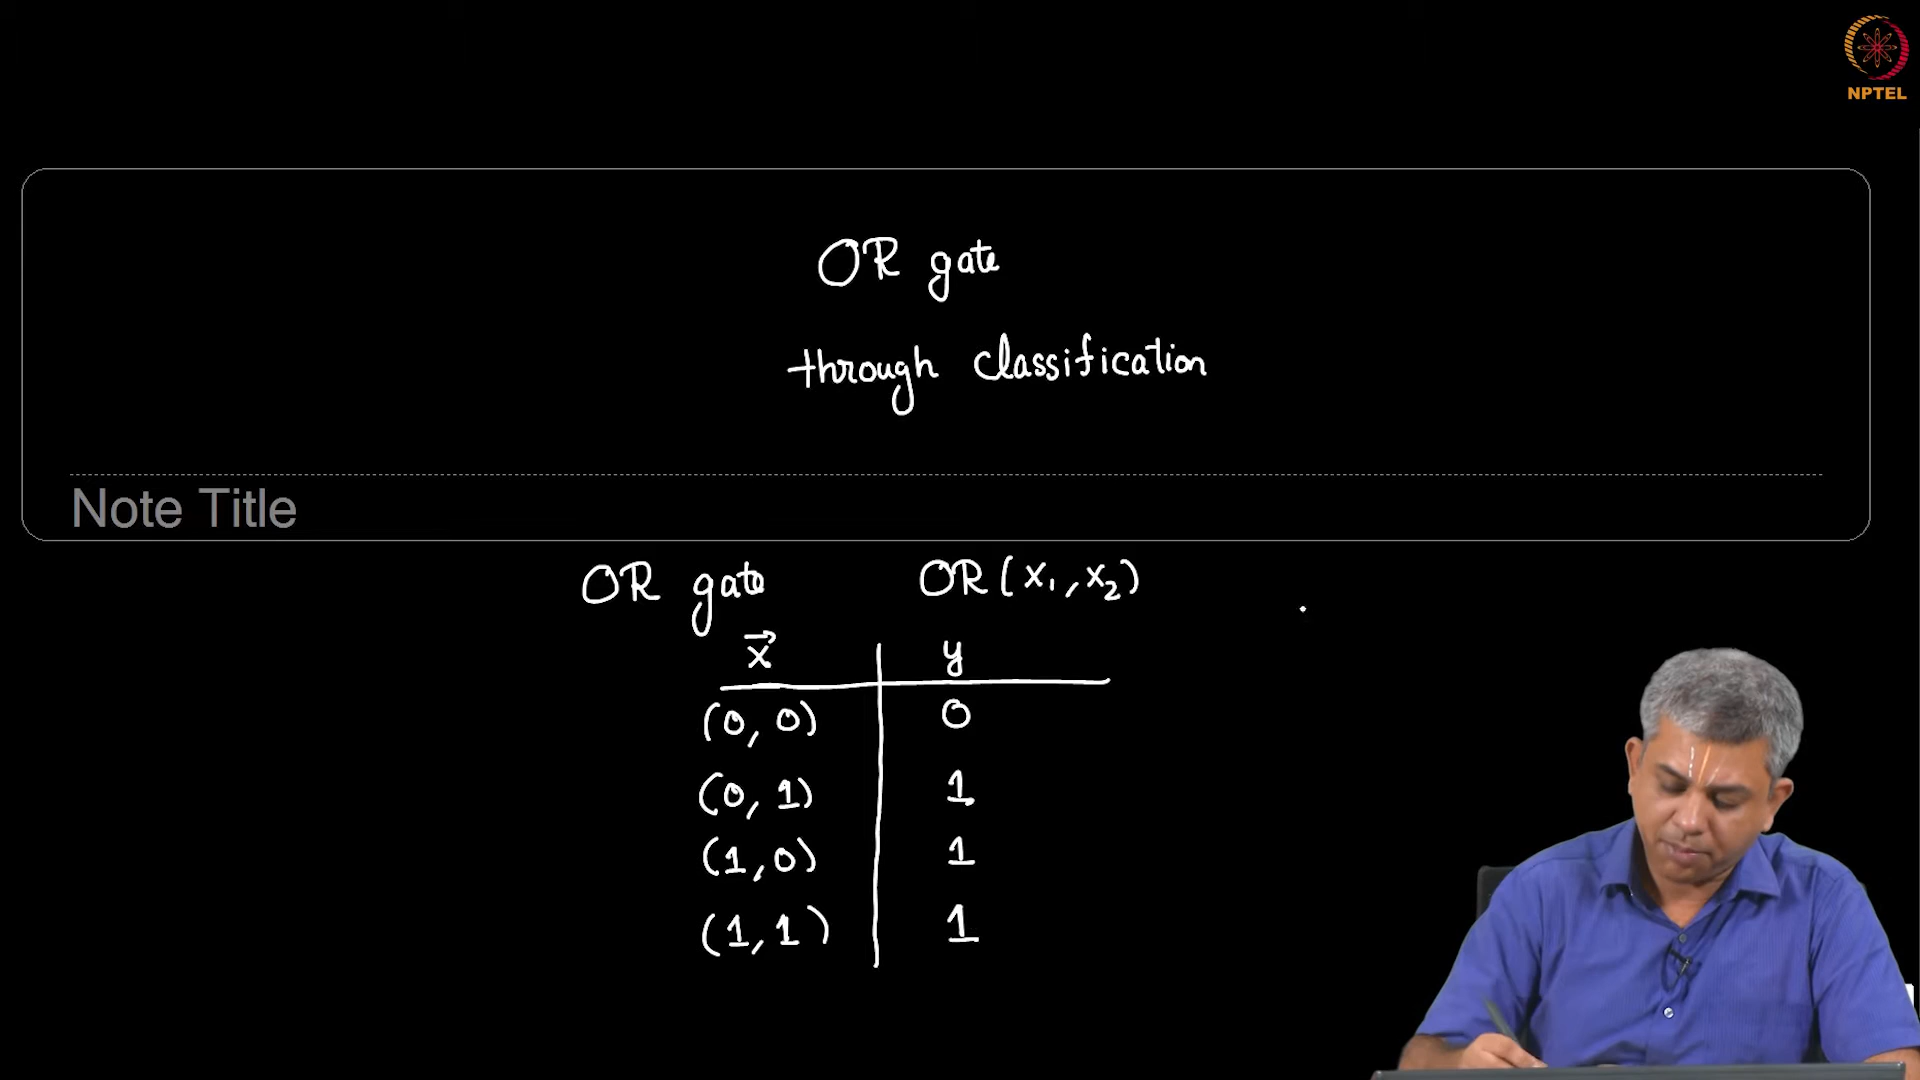 NPTEL
OR gate
through classification
Note Title
OR gate OR(x₁,x₂)
x⃗ y
(0, 0) 0
(0, 1) 1
(1,0) 1
(1,1) 1